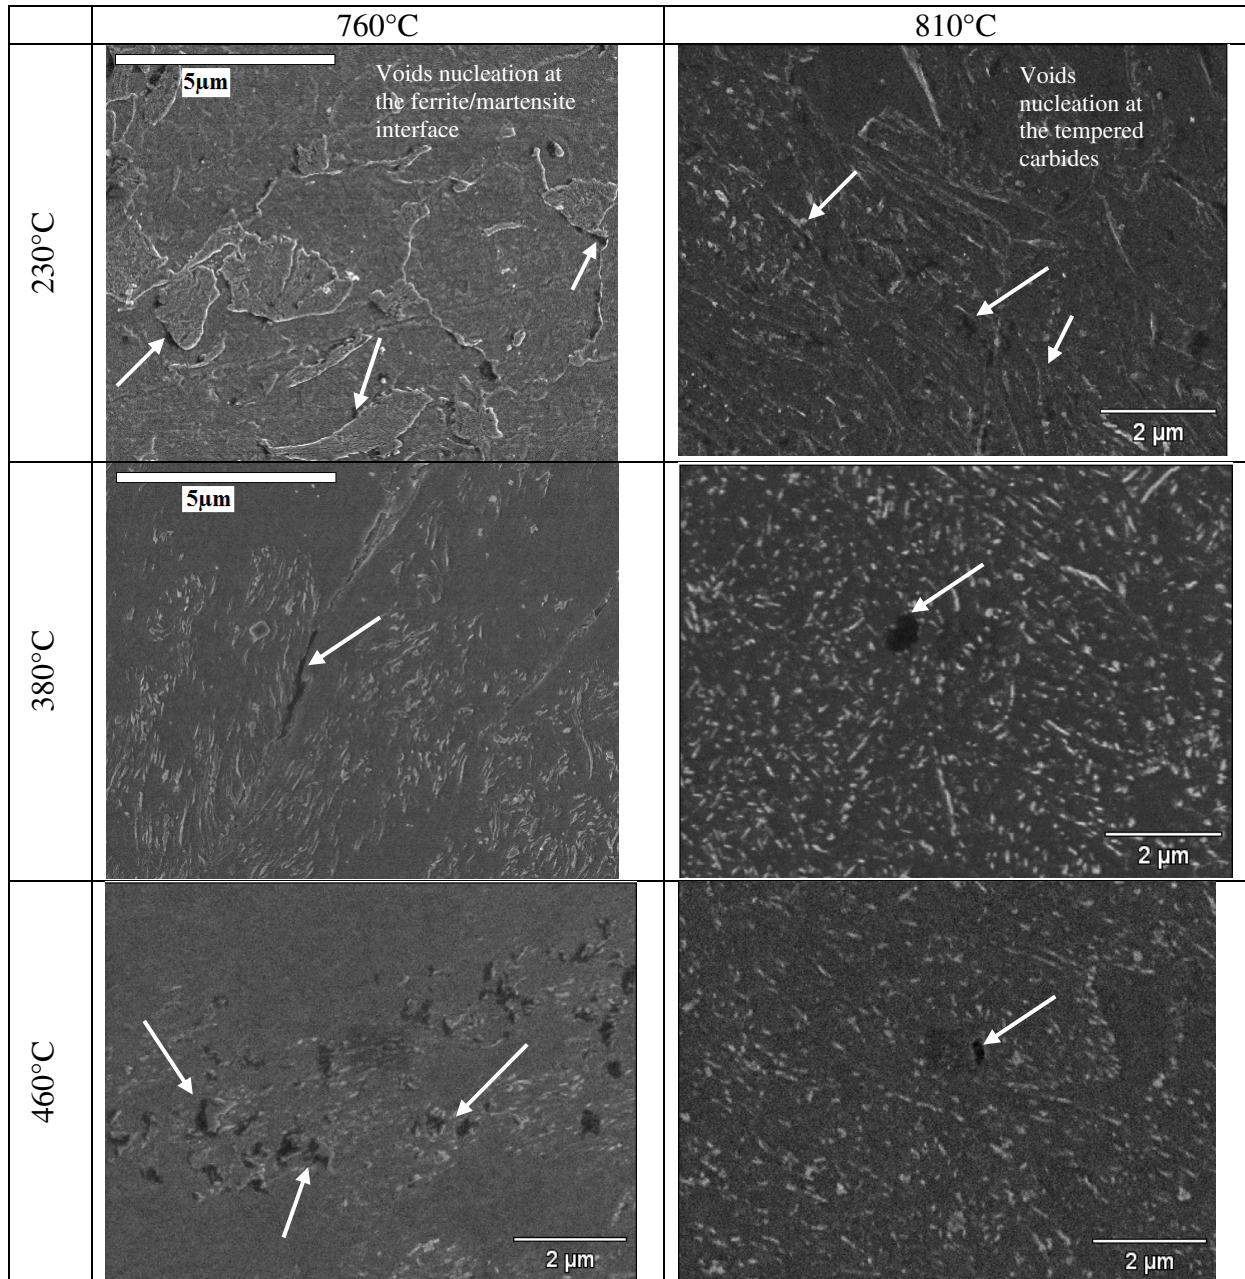 760°C
810°C
230°C
5µm
Voids nucleation at
the ferrite/martensite
interface
Voids
nucleation at
the tempered
carbides
2 µm
380°C
5µm
2 µm
460°C
2 µm
2 µm